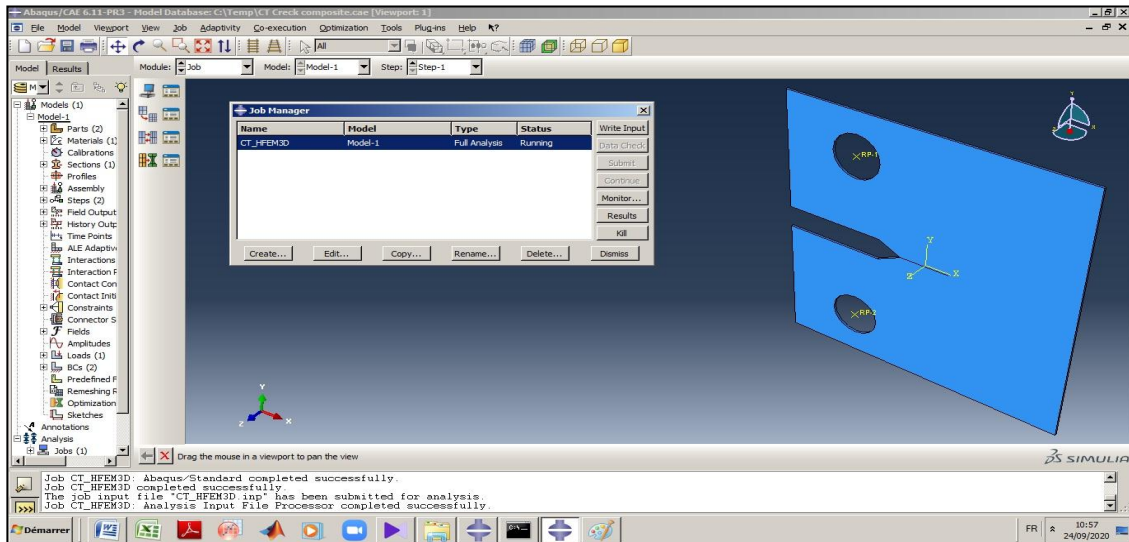 Abaqus/CAE 6.11-PR3 - Model Database: C:\Temp\CT Creck composite.cae [Viewport: 1]
File Model Viewport View Job Adaptivity Co-execution Optimization Tools Plug-ins Help
All
Model Results Module: Job Model: Model-1 Step: Step-1
Models (1)
Model-1
Parts (2)
Materials (1)
Calibrations
Sections (1)
Profiles
Assembly
Steps (2)
Field Output
History Outp
Time Points
ALE Adaptive
Interactions
Interaction P
Contact Con
Contact Initi
Constraints
Connector S
Fields
Amplitudes
Loads (1)
BCs (2)
Predefined F
Remeshing R
Optimization
Sketches
Annotations
Analysis
Jobs (1)
Job Manager
Name Model Type Status
CT_HFEM3D Model-1 Full Analysis Running
Write Input
Data Check
Submit
Continue
Monitor...
Results
Kill
Create... Edit... Copy... Rename... Delete... Dismiss
RP-1
Y
Z X
RP-2
Y
Z X
Drag the mouse in a viewport to pan the view
SIMULIA
Job CT_HFEM3D: Abaqus/Standard completed successfully.
Job CT_HFEM3D completed successfully.
The job input file "CT_HFEM3D.inp" has been submitted for analysis.
Job CT_HFEM3D: Analysis Input File Processor completed successfully.
Démarrer
FR 10:57
24/09/2020